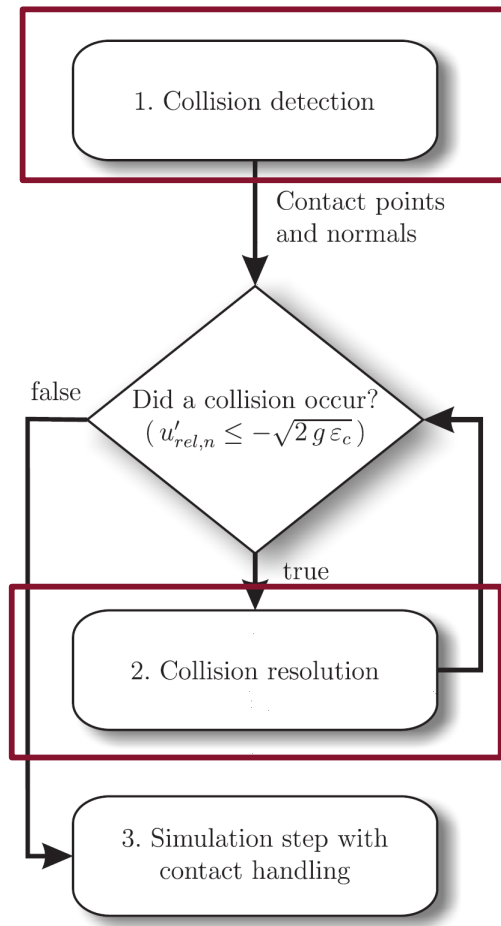 1. Collision detection
Contact points
and normals
false
Did a collision occur?
( u′rel,n ≤ −√2 g εc )
true
2. Collision resolution
3. Simulation step with
contact handling